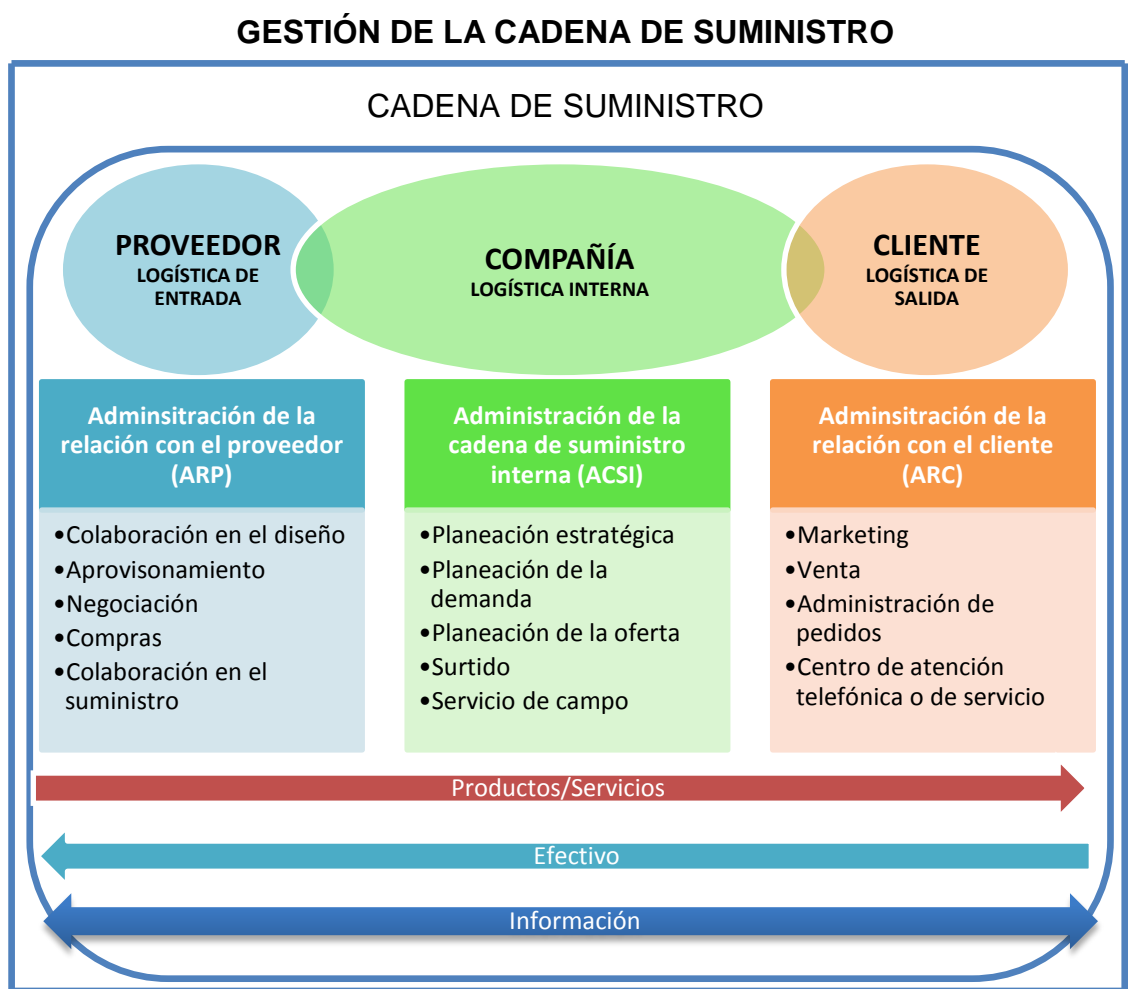 GESTIÓN DE LA CADENA DE SUMINISTRO
CADENA DE SUMINISTRO
PROVEEDOR
LOGÍSTICA DE
ENTRADA
COMPAÑÍA
LOGÍSTICA INTERNA
CLIENTE
LOGÍSTICA DE
SALIDA
Adminsitración de la
relación con el proveedor
(ARP)
•Colaboración en el diseño
•Aprovisonamiento
•Negociación
•Compras
•Colaboración en el
suministro
Administración de la
cadena de suministro
interna (ACSI)
•Planeación estratégica
•Planeación de la
demanda
•Planeación de la oferta
•Surtido
•Servicio de campo
Adminsitración de la
relación con el cliente
(ARC)
•Marketing
•Venta
•Administración de
pedidos
•Centro de atención
telefónica o de servicio
Productos/Servicios
Efectivo
Información